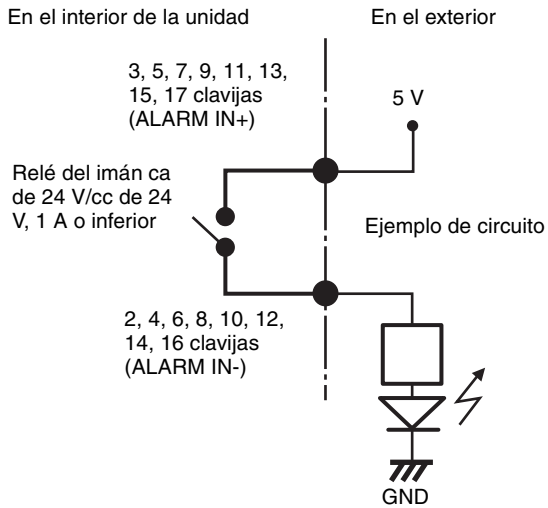 En el interior de la unidad
En el exterior
3, 5, 7, 9, 11, 13,
15, 17 clavijas
(ALARM IN+)
5 V
Relé del imán ca
de 24 V/cc de 24
V, 1 A o inferior
Ejemplo de circuito
2, 4, 6, 8, 10, 12,
14, 16 clavijas
(ALARM IN-)
GND